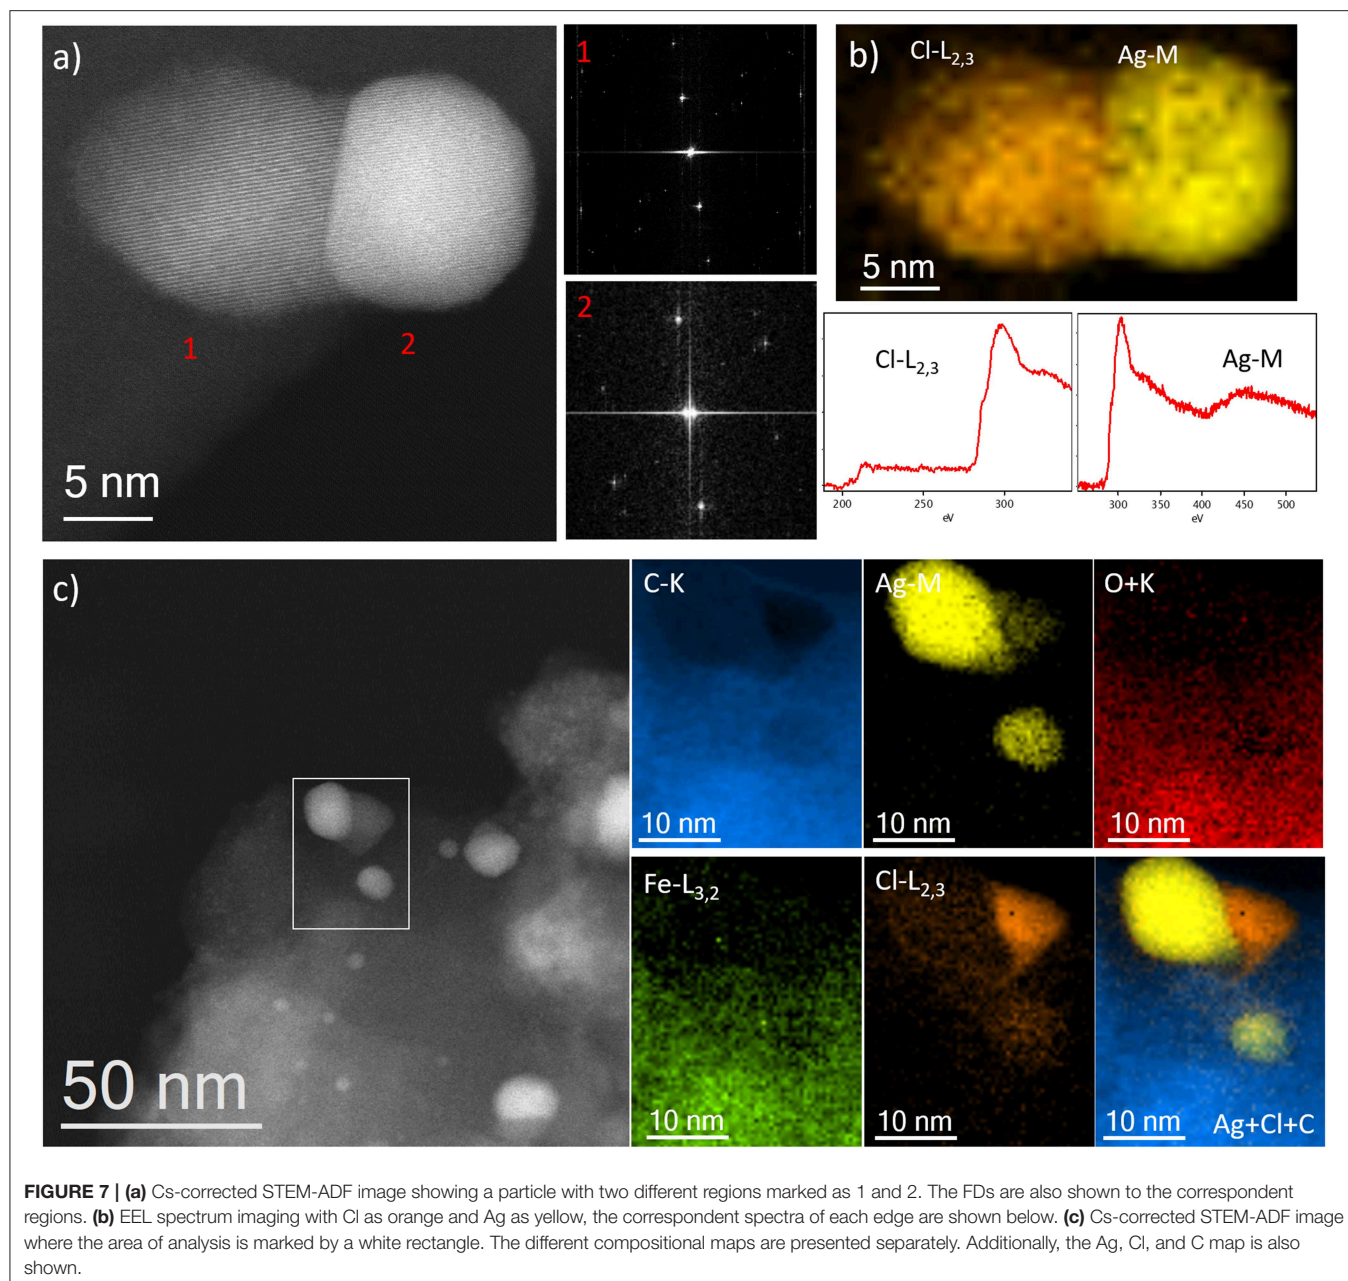 a)
1
2
5 nm
1
2
b)
Cl-L2,3
Ag-M
5 nm
Cl-L2,3
200
250
300
eV
Ag-M
300
350
400
450
500
eV
c)
50 nm
C-K
10 nm
Ag-M
10 nm
O+K
10 nm
Fe-L3,2
10 nm
Cl-L2,3
10 nm
10 nm
Ag+Cl+C
FIGURE 7 | (a) Cs-corrected STEM-ADF image showing a particle with two different regions marked as 1 and 2. The FDs are also shown to the correspondent
regions. (b) EEL spectrum imaging with Cl as orange and Ag as yellow, the correspondent spectra of each edge are shown below. (c) Cs-corrected STEM-ADF image
where the area of analysis is marked by a white rectangle. The different compositional maps are presented separately. Additionally, the Ag, Cl, and C map is also
shown.